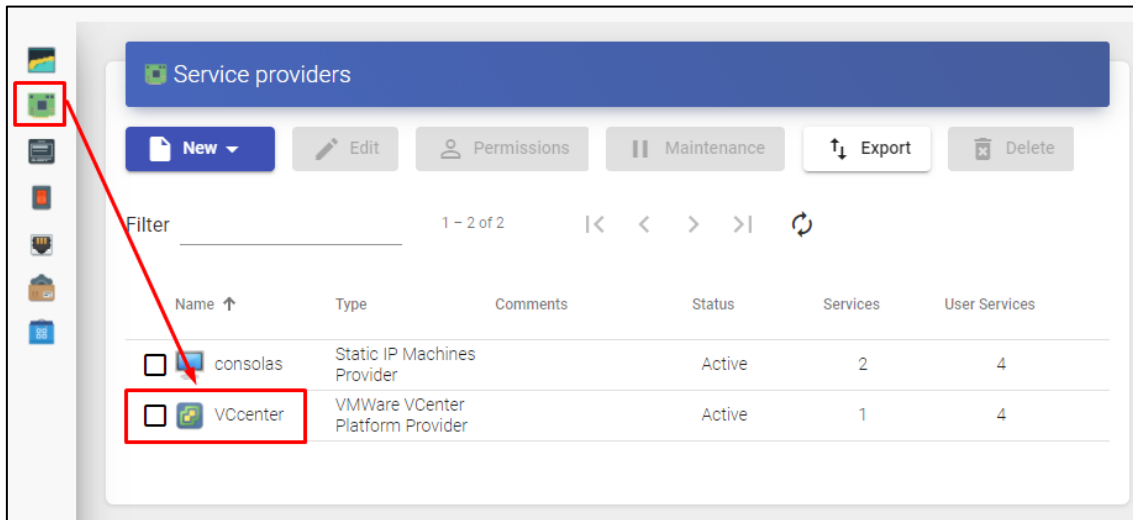 Service providers
New Edit Permissions Maintenance Export Delete
Filter 1 – 2 of 2
Name Type Comments Status Services User Services
consolas Static IP Machines Provider Active 2 4
VCcenter VMWare VCenter Platform Provider Active 1 4